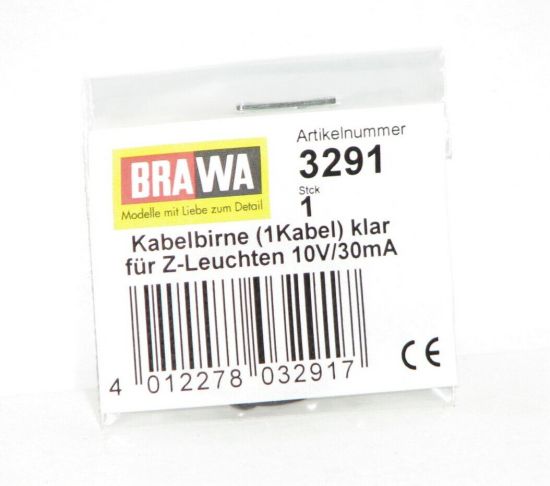 BRAWA
Modelle mit Liebe zum Detail
Artikelnummer
3291
Stck
1
Kabelbirne (1Kabel) klar
für Z-Leuchten 10V/30mA
CE
4 012278 032917